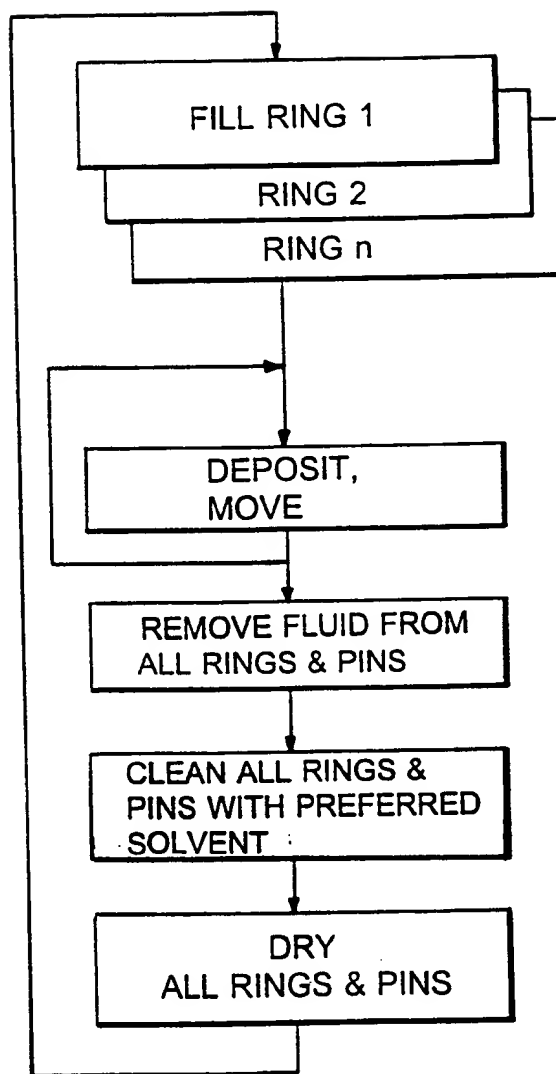 FILL RING 1
RING 2
RING n
DEPOSIT,
MOVE
REMOVE FLUID FROM
ALL RINGS & PINS
CLEAN ALL RINGS &
PINS WITH PREFERRED
SOLVENT
DRY
ALL RINGS & PINS